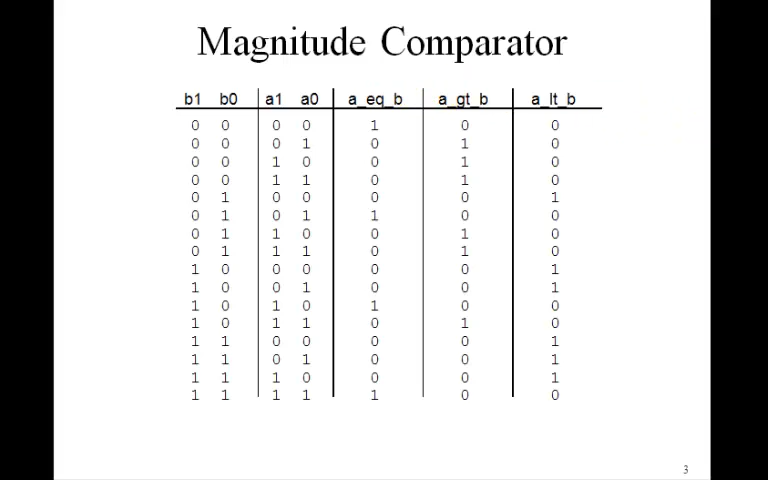 Magnitude Comparator
b1 b0 a1 a0 a_eq_b a_gt_b a_lt_b
0 0 0 0 1 0 0
0 0 0 1 0 1 0
0 0 1 0 0 1 0
0 0 1 1 0 1 0
0 1 0 0 0 0 1
0 1 0 1 1 0 0
0 1 1 0 0 1 0
0 1 1 1 0 1 0
1 0 0 0 0 0 1
1 0 0 1 0 0 1
1 0 1 0 1 0 0
1 0 1 1 0 1 0
1 1 0 0 0 0 1
1 1 0 1 0 0 1
1 1 1 0 0 0 1
1 1 1 1 1 0 0
3